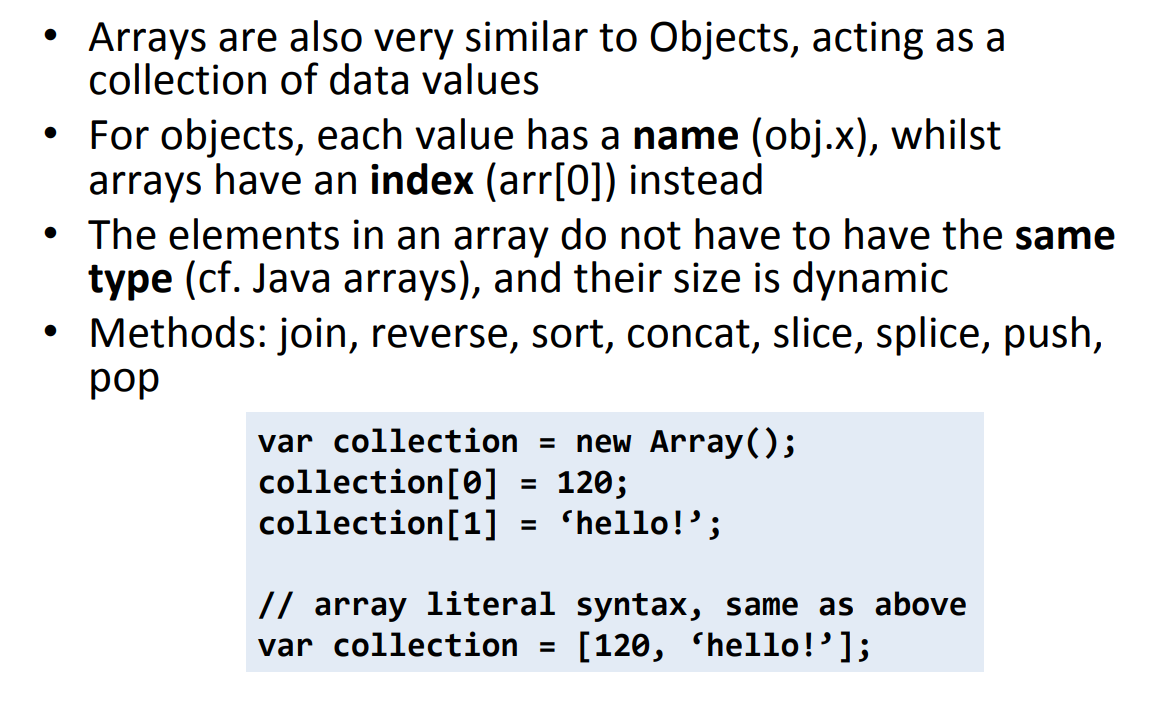 • Arrays are also very similar to Objects, acting as a
collection of data values
• For objects, each value has a name (obj.x), whilst
arrays have an index (arr[0]) instead
• The elements in an array do not have to have the same
type (cf. Java arrays), and their size is dynamic
• Methods: join, reverse, sort, concat, slice, splice, push,
pop
var collection = new Array();
collection[0] = 120;
collection[1] = ‘hello!’;
// array literal syntax, same as above
var collection = [120, ‘hello!’];